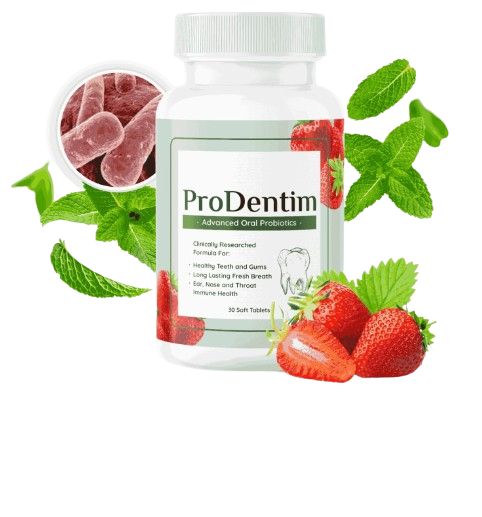 ProDentim
· Advanced Oral Probiotics ·
Clinically Researched
Formula For:
· Healthy Teeth and Gums
· Long Lasting Fresh Breath
· Ear, Nose and Throat
Immune Health
30 Soft Tablets